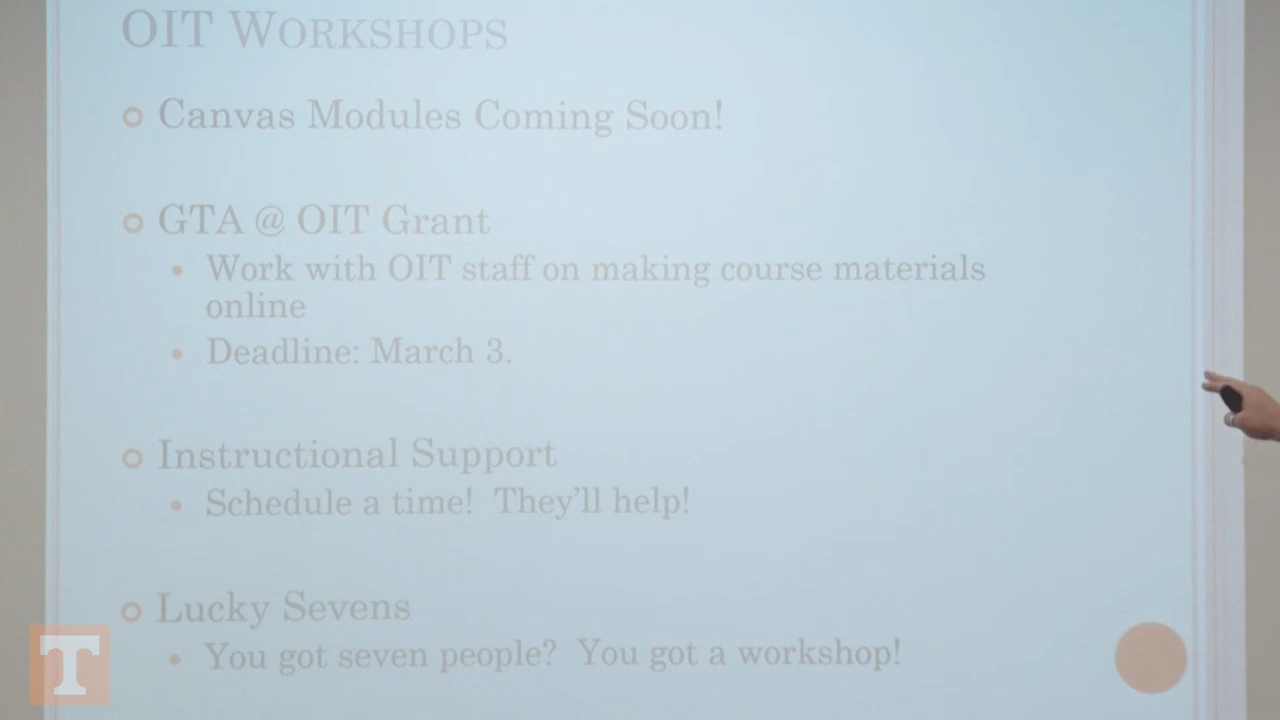 OIT WORKSHOPS
Canvas Modules Coming Soon!
GTA @ OIT Grant
Work with OIT staff on making course materials
online
Deadline: March 3.
Instructional Support
Schedule a time! They'll help!
Lucky Sevens
You got seven people? You got a workshop!
T